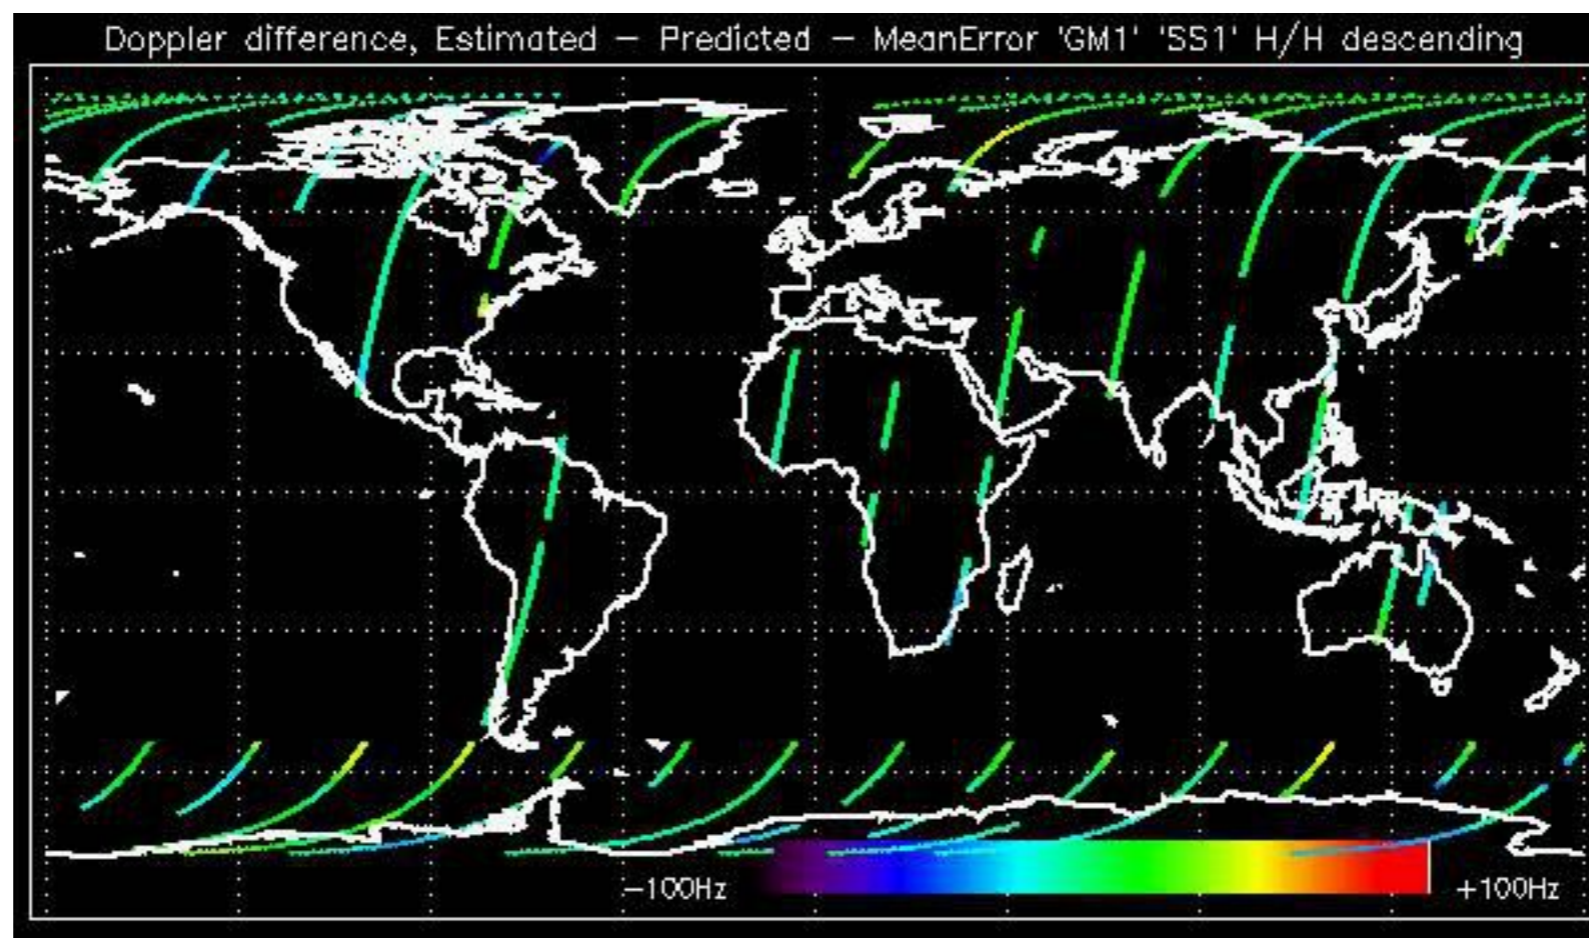 Doppler difference, Estimated – Predicted – MeanError 'GM1' 'SS1' H/H descending
–100Hz
+100Hz